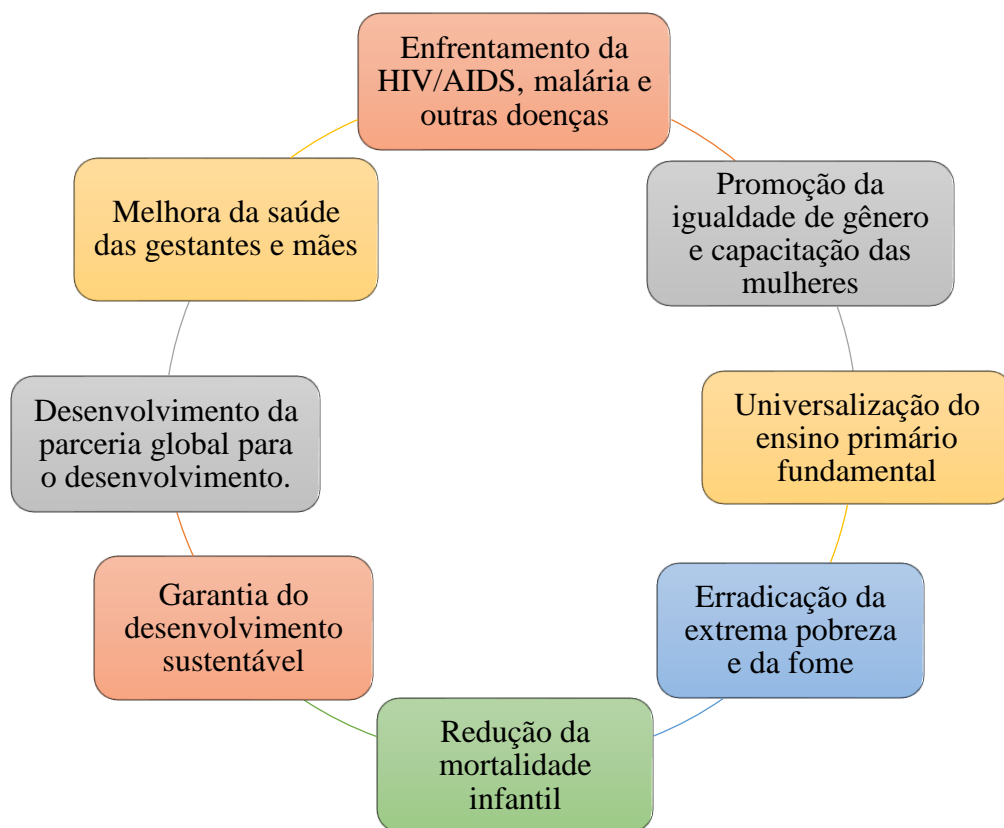 Enfrentamento da
HIV/AIDS, malária e
outras doenças
Promoção da
igualdade de gênero
e capacitação das
mulheres
Universalização do
ensino primário
fundamental
Erradicação da
extrema pobreza
e da fome
Redução da
mortalidade
infantil
Garantia do
desenvolvimento
sustentável
Desenvolvimento da
parceria global para
o desenvolvimento.
Melhora da saúde
das gestantes e mães